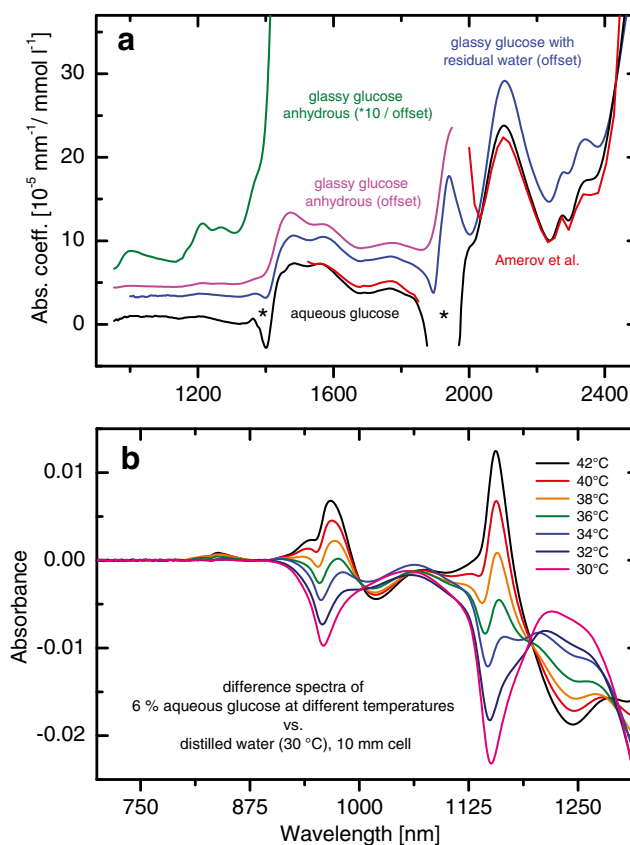 a
glassy glucose with
residual water (offset)
glassy glucose
anhydrous (*10 / offset)
glassy glucose
anhydrous (offset)
Amerov et al.
*
aqueous glucose
*
Abs. coeff. [10⁻⁵ mm⁻¹/ mmol l⁻¹]
30
20
10
0
1200
1600
2000
2400
b
42°C
40°C
38°C
36°C
34°C
32°C
30°C
Absorbance
0.01
0.00
-0.01
-0.02
difference spectra of
6 % aqueous glucose at different temperatures
vs.
distilled water (30 °C), 10 mm cell
750
875
1000
1125
1250
Wavelength [nm]